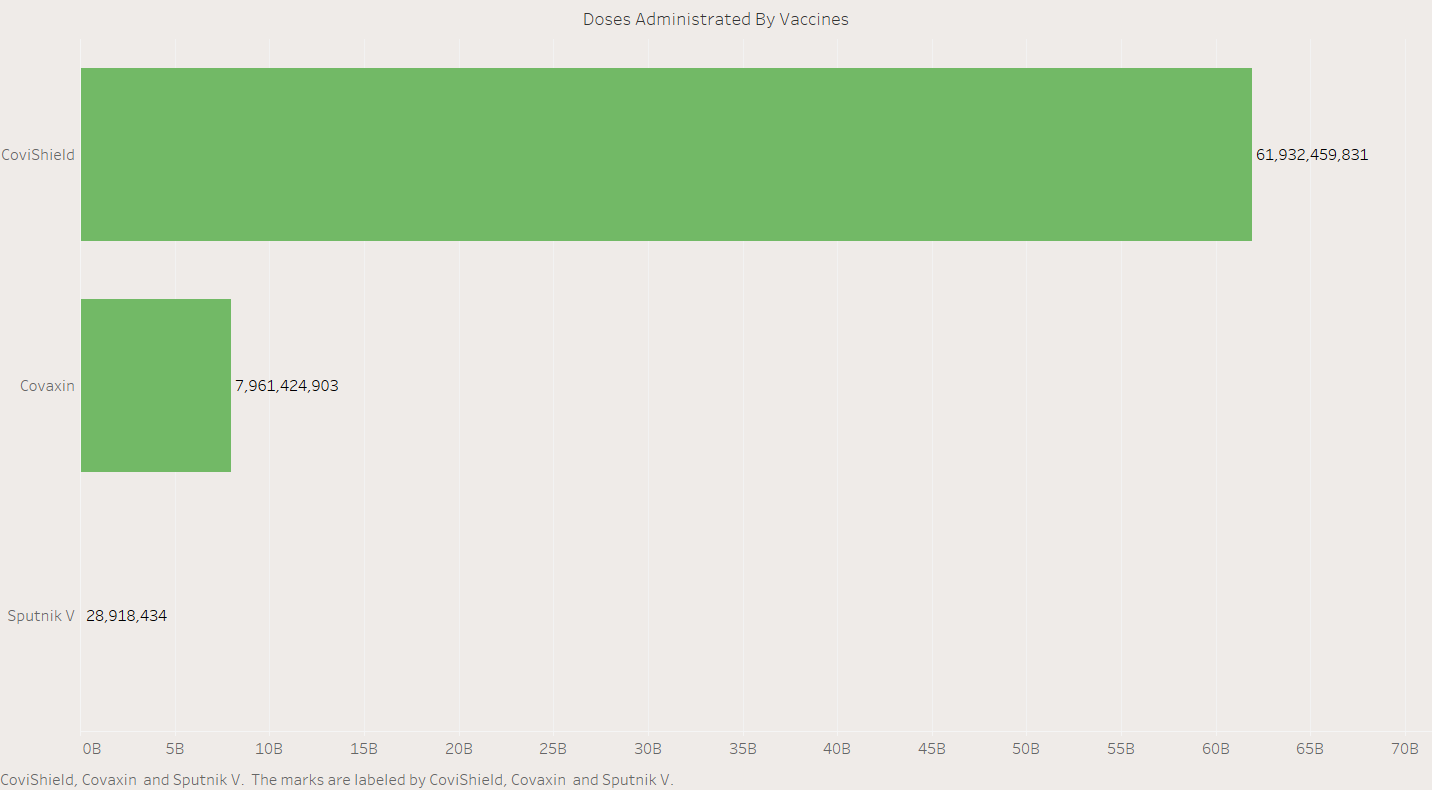 Doses Administrated By Vaccines
CoviShield
61,932,459,831
Covaxin
7,961,424,903
Sputnik V
28,918,434
0B 5B 10B 15B 20B 25B 30B 35B 40B 45B 50B 55B 60B 65B 70B
CoviShield, Covaxin  and Sputnik V.  The marks are labeled by CoviShield, Covaxin  and Sputnik V.